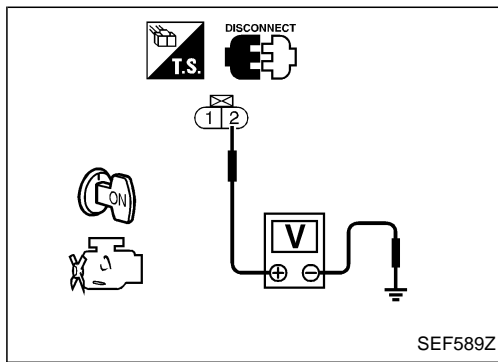 DISCONNECT
T.S.
1 2
ON
V
⊕ ⊖
SEF589Z